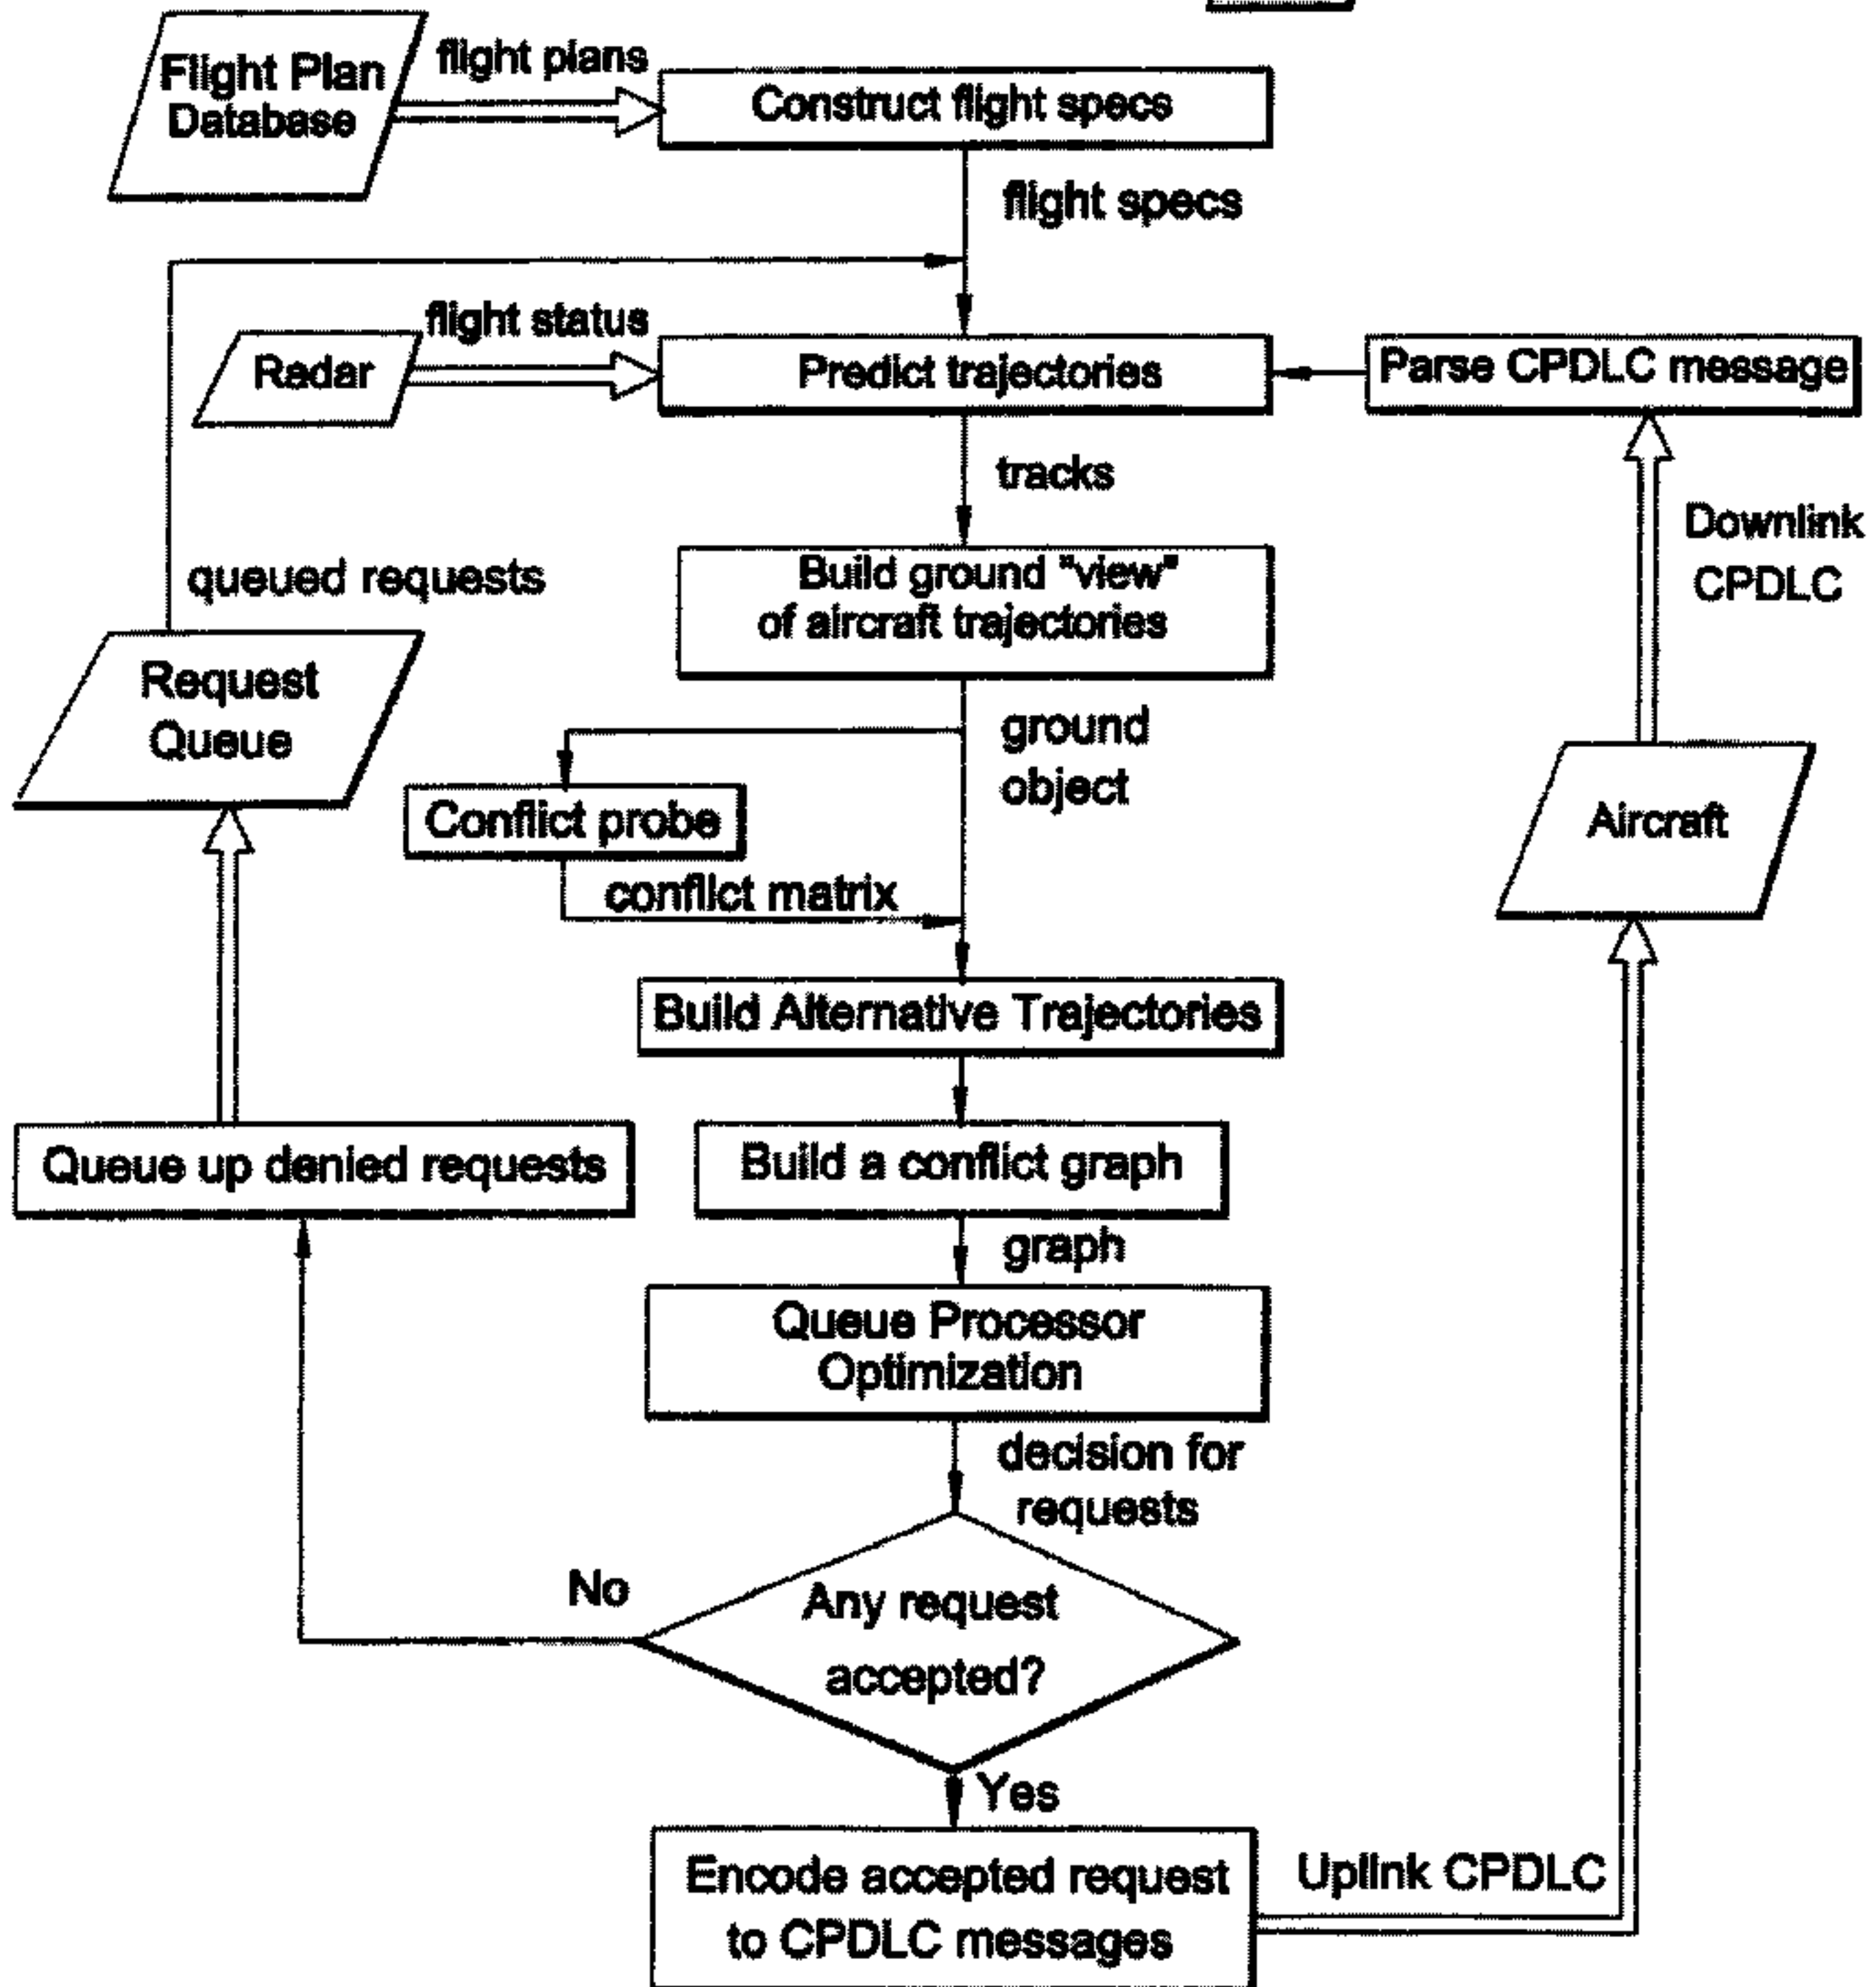 Flight Plan
Database
flight plans
Construct flight specs
flight specs
flight status
Radar
Predict trajectories
Parse CPDLC message
tracks
Downlink
CPDLC
queued requests
Build ground "view"
of aircraft trajectories
Request
Queue
ground
object
Conflict probe
Aircraft
conflict matrix
Build Alternative Trajectories
Queue up denied requests
Build a conflict graph
graph
Queue Processor
Optimization
decision for
requests
No
Any request
accepted?
Yes
Encode accepted request
to CPDLC messages
Uplink CPDLC